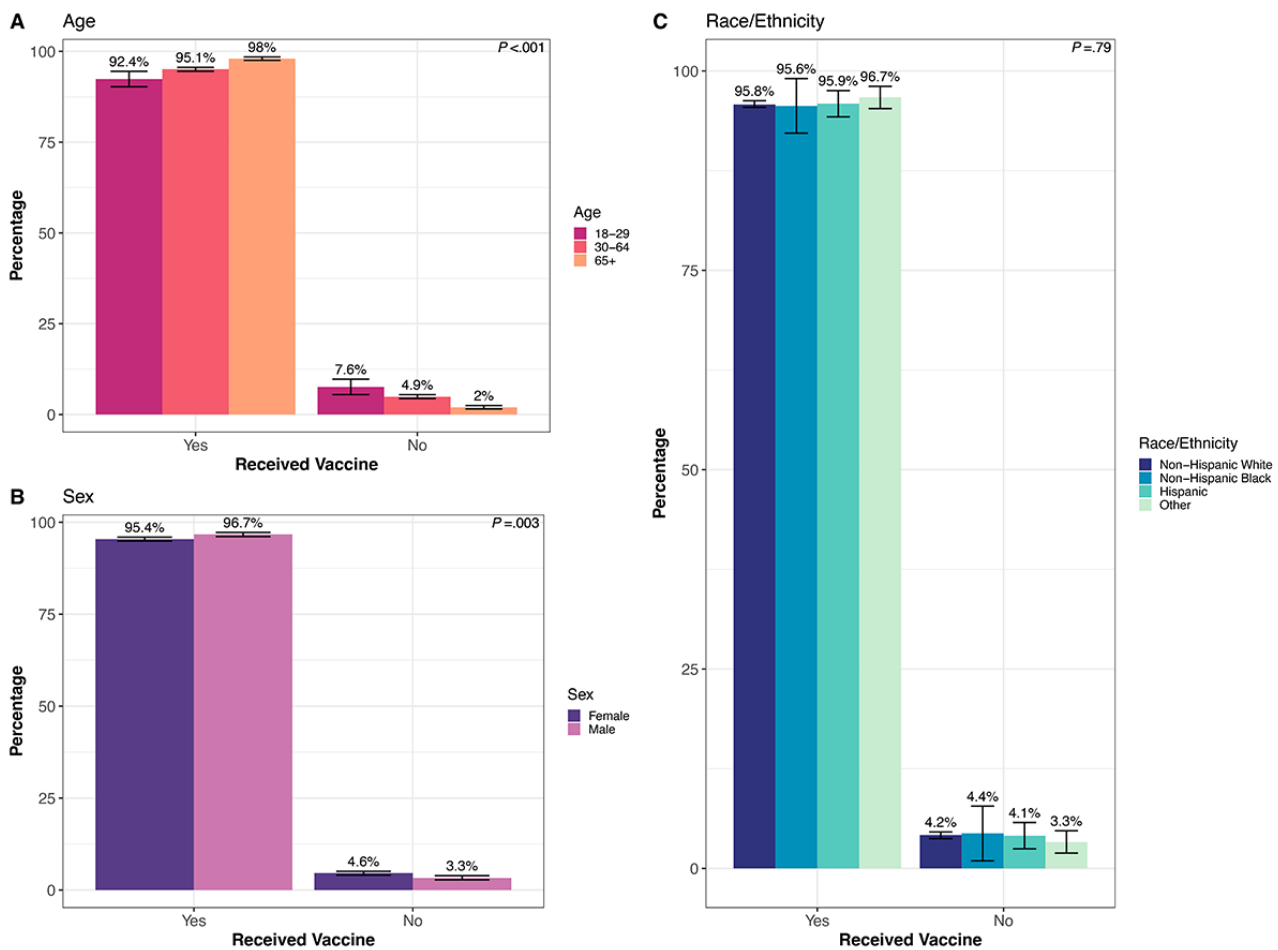 A Age
P <.001
100
75
50
25
0
92.4%
95.1%
98%
7.6%
4.9%
2%
Percentage
Yes
No
Received Vaccine
Age
18–29
30–64
65+
B Sex
P =.003
100
75
50
25
0
95.4%
96.7%
4.6%
3.3%
Percentage
Yes
No
Received Vaccine
Sex
Female
Male
C Race/Ethnicity
P =.79
100
75
50
25
0
95.8%
95.6%
95.9%
96.7%
4.2%
4.4%
4.1%
3.3%
Percentage
Yes
No
Received Vaccine
Race/Ethnicity
Non–Hispanic White
Non–Hispanic Black
Hispanic
Other